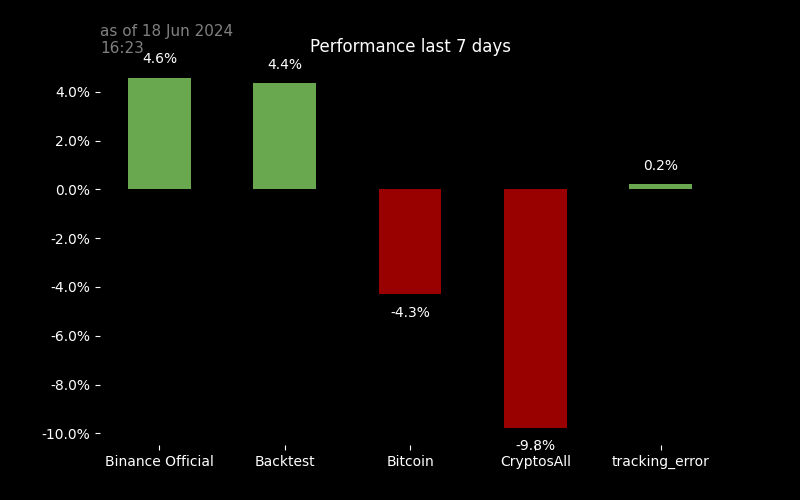 as of 18 Jun 2024
16:23
Performance last 7 days
4.6%
4.4%
0.2%
-4.3%
-9.8%
4.0%
2.0%
0.0%
-2.0%
-4.0%
-6.0%
-8.0%
-10.0%
Binance Official
Backtest
Bitcoin
CryptosAll
tracking_error